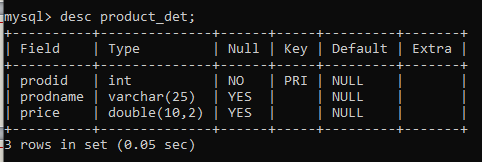 mysql> desc product_det;
+----------+--------------+------+-----+---------+-------+
| Field    | Type         | Null | Key | Default | Extra |
+----------+--------------+------+-----+---------+-------+
| prodid   | int          | NO   | PRI | NULL    |       |
| prodname | varchar(25)  | YES  |     | NULL    |       |
| price    | double(10,2) | YES  |     | NULL    |       |
+----------+--------------+------+-----+---------+-------+
3 rows in set (0.05 sec)